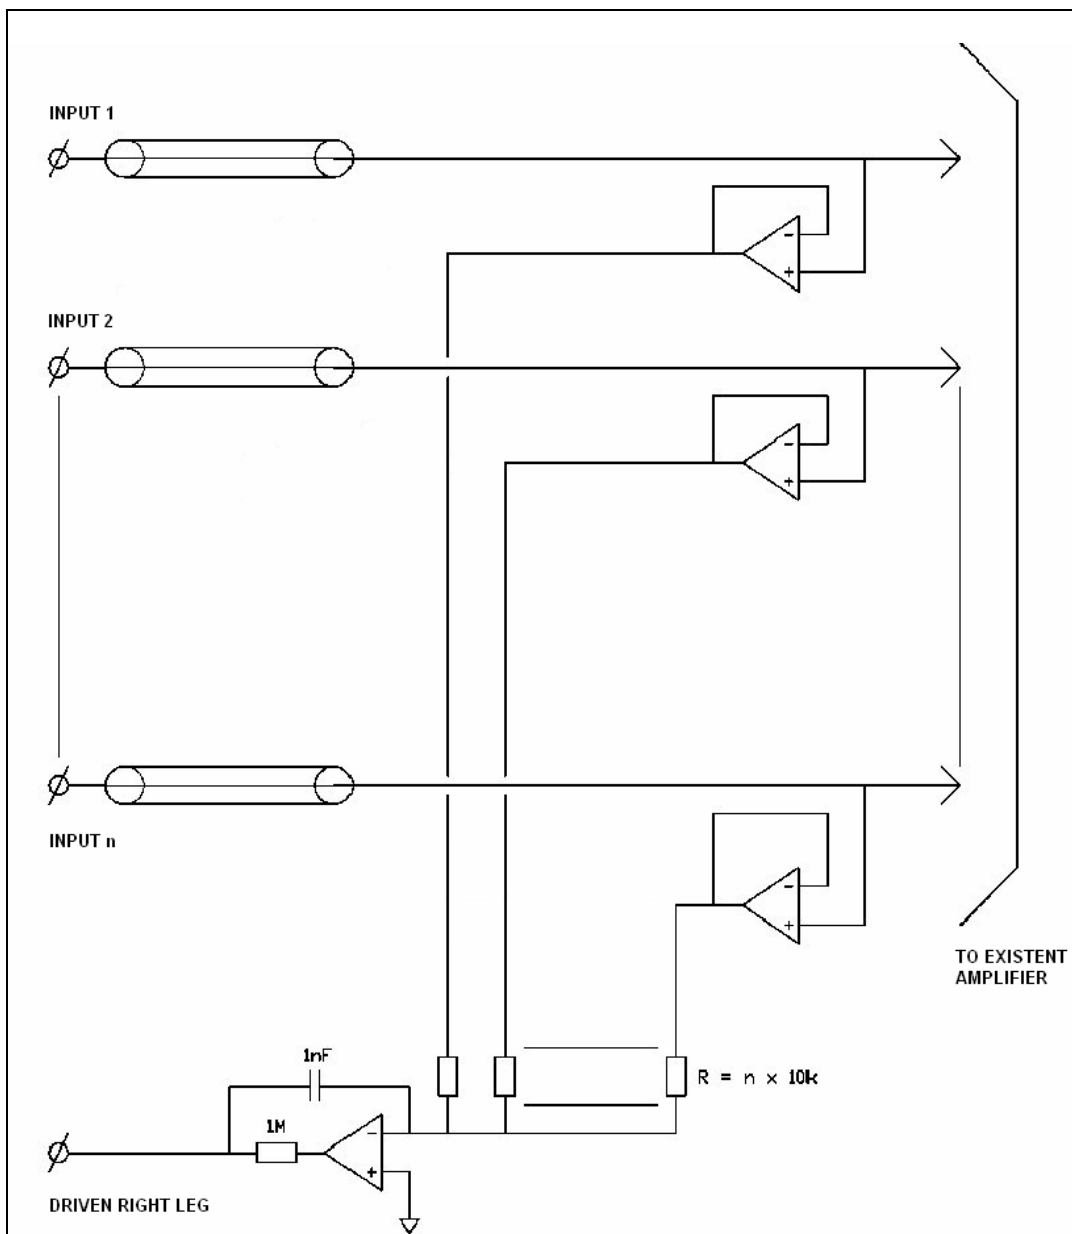 INPUT 1
-
+
INPUT 2
-
+
INPUT n
-
+
TO EXISTENT
AMPLIFIER
1nF
R = n x 10k
1M
-
+
DRIVEN RIGHT LEG